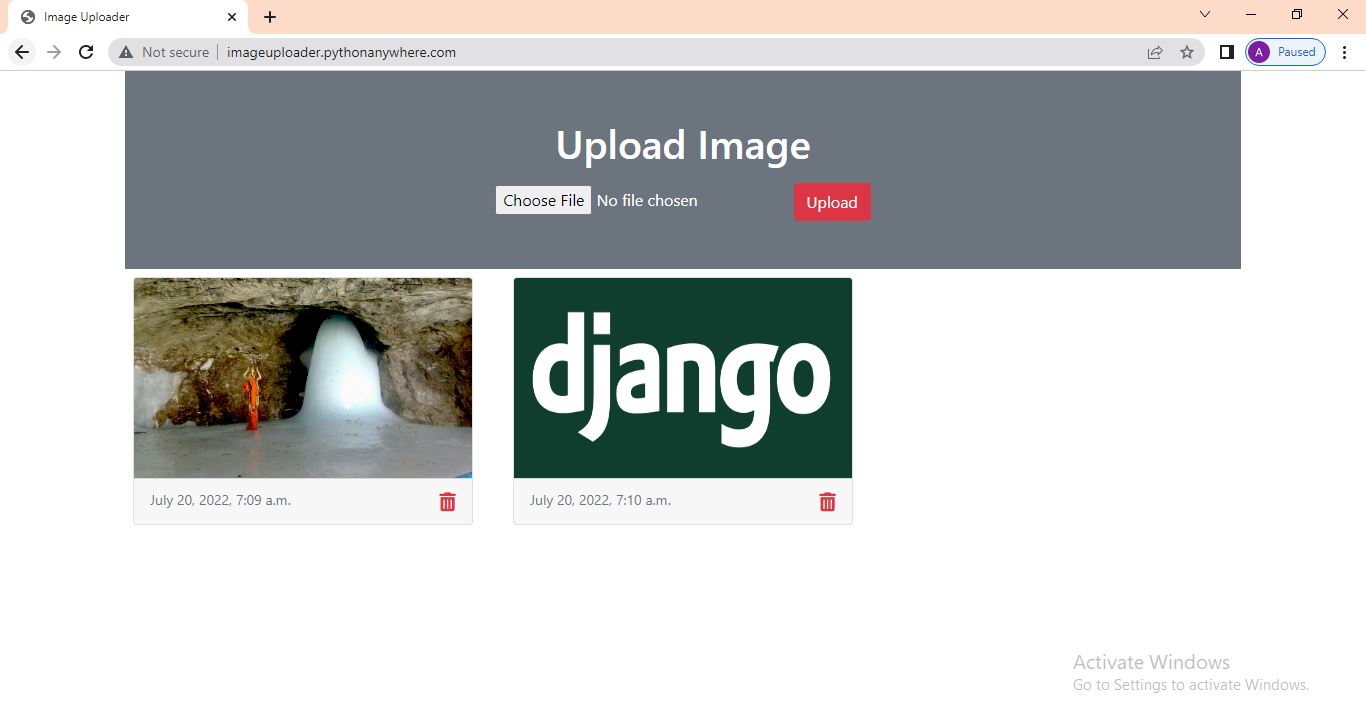 Image Uploader
Not secure imageuploader.pythonanywhere.com
A Paused
Upload Image
Choose File No file chosen
Upload
django
July 20, 2022, 7:09 a.m.
July 20, 2022, 7:10 a.m.
Activate Windows
Go to Settings to activate Windows.